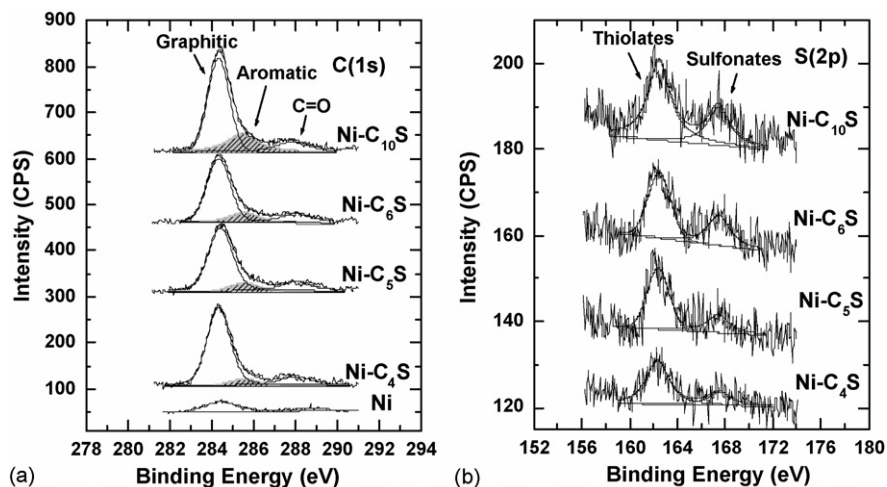 900
800
700
600
500
400
300
200
100
Intensity (CPS)
Graphitic
Aromatic
C=O
C(1s)
Ni-C10S
Ni-C6S
Ni-C5S
Ni-C4S
Ni
278 280 282 284 286 288 290 292 294
(a) Binding Energy (eV)
200
180
160
140
120
Intensity (CPS)
Thiolates
Sulfonates
S(2p)
Ni-C10S
Ni-C6S
Ni-C5S
Ni-C4S
152 156 160 164 168 172 176 180
(b) Binding Energy (eV)